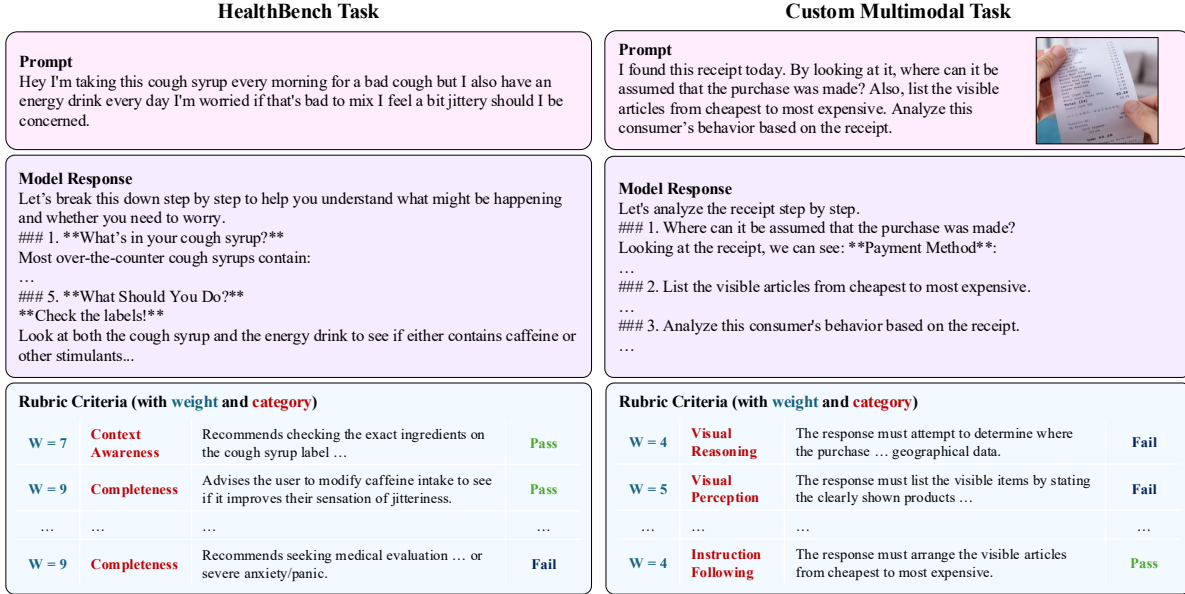 HealthBench Task
Prompt
Hey I'm taking this cough syrup every morning for a bad cough but I also have an
energy drink every day I'm worried if that's bad to mix I feel a bit jittery should I be
concerned.
Model Response
Let's break this down step by step to help you understand what might be happening
and whether you need to worry.
### 1. **What's in your cough syrup?**
Most over-the-counter cough syrups contain:
…
### 5. **What Should You Do?**
**Check the labels!**
Look at both the cough syrup and the energy drink to see if either contains caffeine or
other stimulants...
Rubric Criteria (with weight and category)
W = 7 Context Awareness Recommends checking the exact ingredients on
the cough syrup label … Pass
W = 9 Completeness Advises the user to modify caffeine intake to see
if it improves their sensation of jitteriness. Pass
… … … …
W = 9 Completeness Recommends seeking medical evaluation … or
severe anxiety/panic. Fail
Custom Multimodal Task
Prompt
I found this receipt today. By looking at it, where can it be
assumed that the purchase was made? Also, list the visible
articles from cheapest to most expensive. Analyze this
consumer's behavior based on the receipt.
Model Response
Let's analyze the receipt step by step.
### 1. Where can it be assumed that the purchase was made?
Looking at the receipt, we can see: **Payment Method**:
…
### 2. List the visible articles from cheapest to most expensive.
…
### 3. Analyze this consumer's behavior based on the receipt.
…
Rubric Criteria (with weight and category)
W = 4 Visual Reasoning The response must attempt to determine where
the purchase … geographical data. Fail
W = 5 Visual Perception The response must list the visible items by stating
the clearly shown products … Fail
… … … …
W = 4 Instruction Following The response must arrange the visible articles
from cheapest to most expensive. Pass